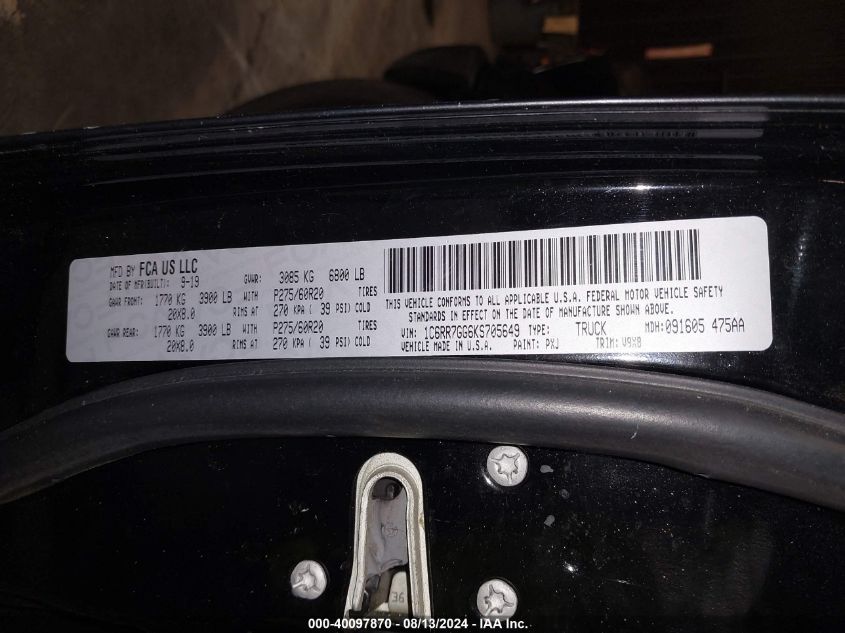 MFD BY FCA US LLC
DATE OF MFR(BUILT): 9-19 GVWR: 3085 KG 6800 LB
GAWR FRONT: 1770 KG 3900 LB WITH P275/60R20 TIRES
20X8.0 RIMS AT 270 KPA ( 39 PSI) COLD
GAWR REAR: 1770 KG 3900 LB WITH P275/60R20 TIRES
20X8.0 RIMS AT 270 KPA ( 39 PSI) COLD
THIS VEHICLE CONFORMS TO ALL APPLICABLE U.S.A. FEDERAL MOTOR VEHICLE SAFETY
STANDARDS IN EFFECT ON THE DATE OF MANUFACTURE SHOWN ABOVE.
VIN: 1C6RR7GG6KS705649 TYPE: TRUCK MDH: 091605 475AA
VEHICLE MADE IN U.S.A. PAINT: PXJ TRIM: V9X8
36
000-40097870 - 08/13/2024 - IAA Inc.